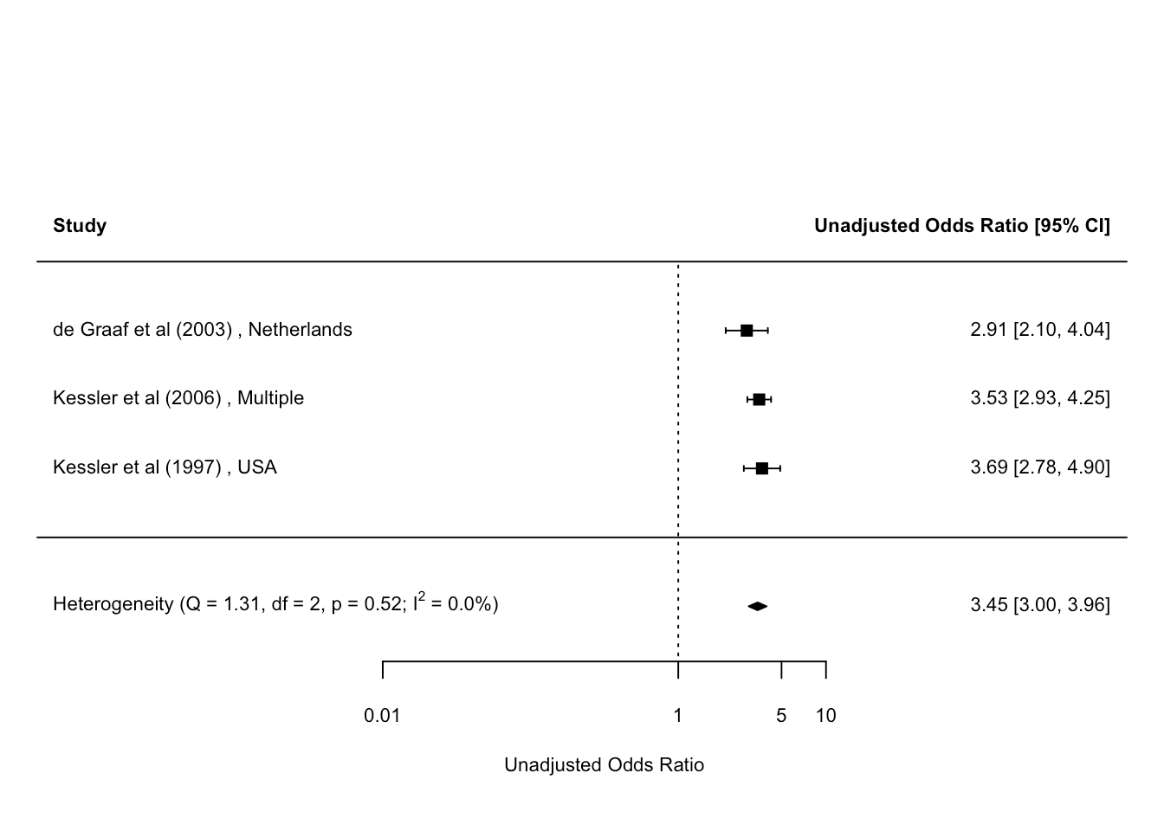 Study Unadjusted Odds Ratio [95% CI]
de Graaf et al (2003) , Netherlands 2.91 [2.10, 4.04]
Kessler et al (2006) , Multiple 3.53 [2.93, 4.25]
Kessler et al (1997) , USA 3.69 [2.78, 4.90]
Heterogeneity (Q = 1.31, df = 2, p = 0.52; I² = 0.0%) 3.45 [3.00, 3.96]
0.01 1 5 10
Unadjusted Odds Ratio